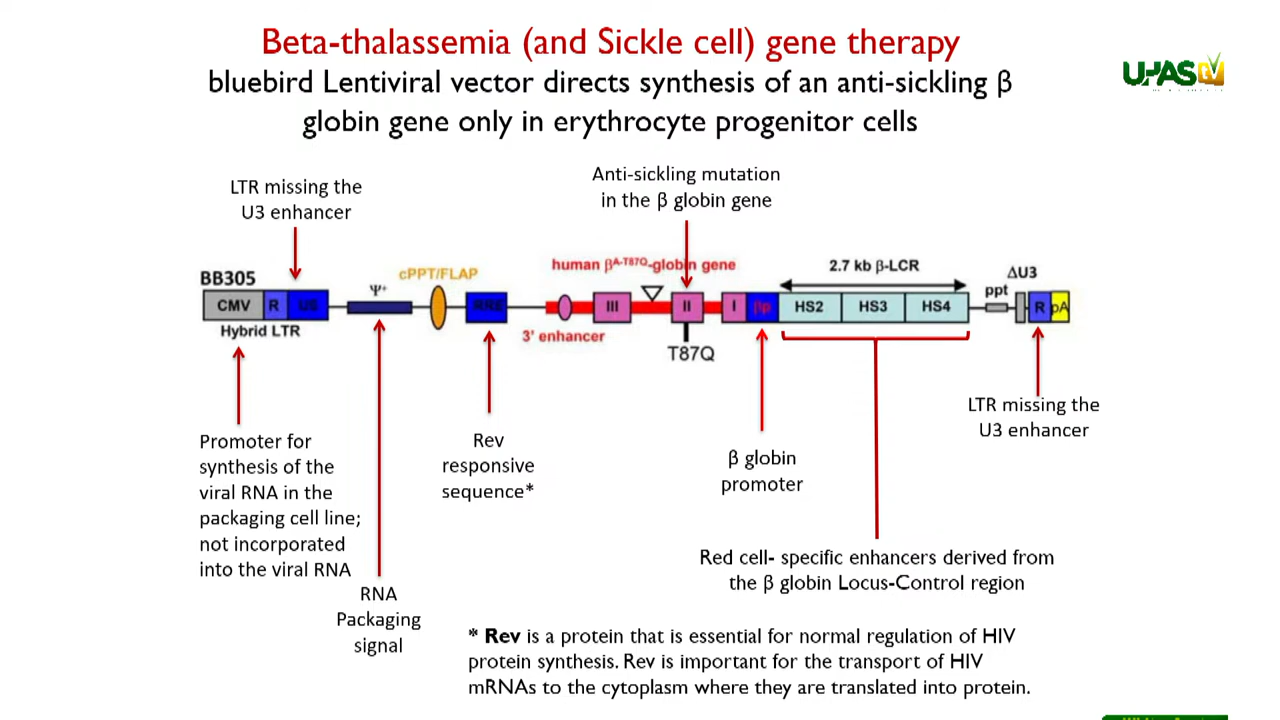 Beta-thalassemia (and Sickle cell) gene therapy
bluebird Lentiviral vector directs synthesis of an anti-sickling β
globin gene only in erythrocyte progenitor cells
LTR missing the
U3 enhancer
Anti-sickling mutation
in the β globin gene
BB305
cPPT/FLAP
human βA-T87Q-globin gene
2.7 kb β-LCR
ΔU3
Ψ+
ppt
CMV R U5
RRE
III II I βp HS2 HS3 HS4
R pA
Hybrid LTR
3' enhancer
T87Q
LTR missing the
U3 enhancer
Promoter for
synthesis of the
viral RNA in the
packaging cell line;
not incorporated
into the viral RNA
Rev
responsive
sequence*
β globin
promoter
Red cell- specific enhancers derived from
the β globin Locus-Control region
RNA
Packaging
signal
* Rev is a protein that is essential for normal regulation of HIV
protein synthesis. Rev is important for the transport of HIV
mRNAs to the cytoplasm where they are translated into protein.